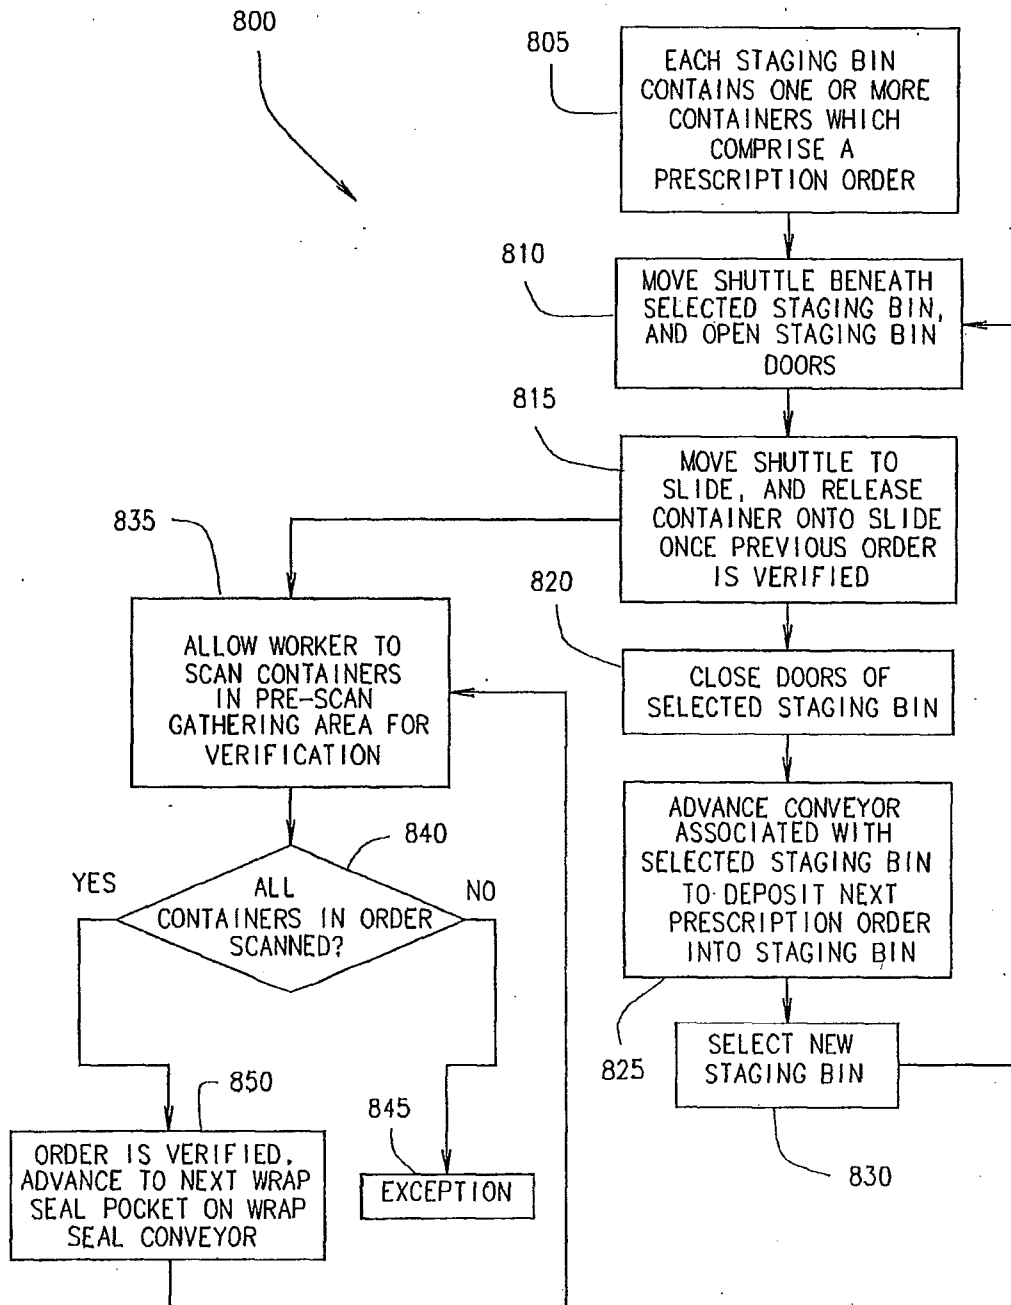 800
805
EACH STAGING BIN
CONTAINS ONE OR MORE
CONTAINERS WHICH
COMPRISE A
PRESCRIPTION ORDER
810
MOVE SHUTTLE BENEATH
SELECTED STAGING BIN,
AND OPEN STAGING BIN
DOORS
815
MOVE SHUTTLE TO
SLIDE, AND RELEASE
CONTAINER ONTO SLIDE
ONCE PREVIOUS ORDER
IS VERIFIED
820
CLOSE DOORS OF
SELECTED STAGING BIN
ADVANCE CONVEYOR
ASSOCIATED WITH
SELECTED STAGING BIN
TO DEPOSIT NEXT
PRESCRIPTION ORDER
INTO STAGING BIN
825
SELECT NEW
STAGING BIN
830
835
ALLOW WORKER TO
SCAN CONTAINERS
IN PRE-SCAN
GATHERING AREA FOR
VERIFICATION
840
YES
NO
ALL
CONTAINERS IN ORDER
SCANNED?
845
EXCEPTION
850
ORDER IS VERIFIED.
ADVANCE TO NEXT WRAP
SEAL POCKET ON WRAP
SEAL CONVEYOR